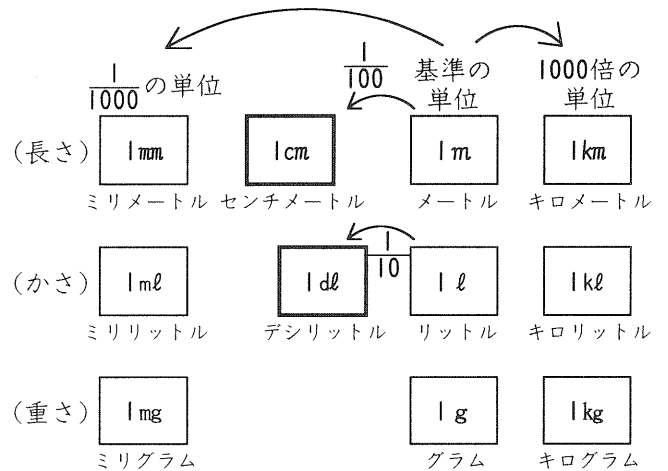 1/1000の単位 1/100 基準の単位 1000倍の単位
(長さ) 1mm 1cm 1m 1km
ミリメートル センチメートル メートル キロメートル
1/10
(かさ) 1mℓ 1dℓ 1ℓ 1kℓ
ミリリットル デシリットル リットル キロリットル
(重さ) 1mg 1g 1kg
ミリグラム グラム キログラム